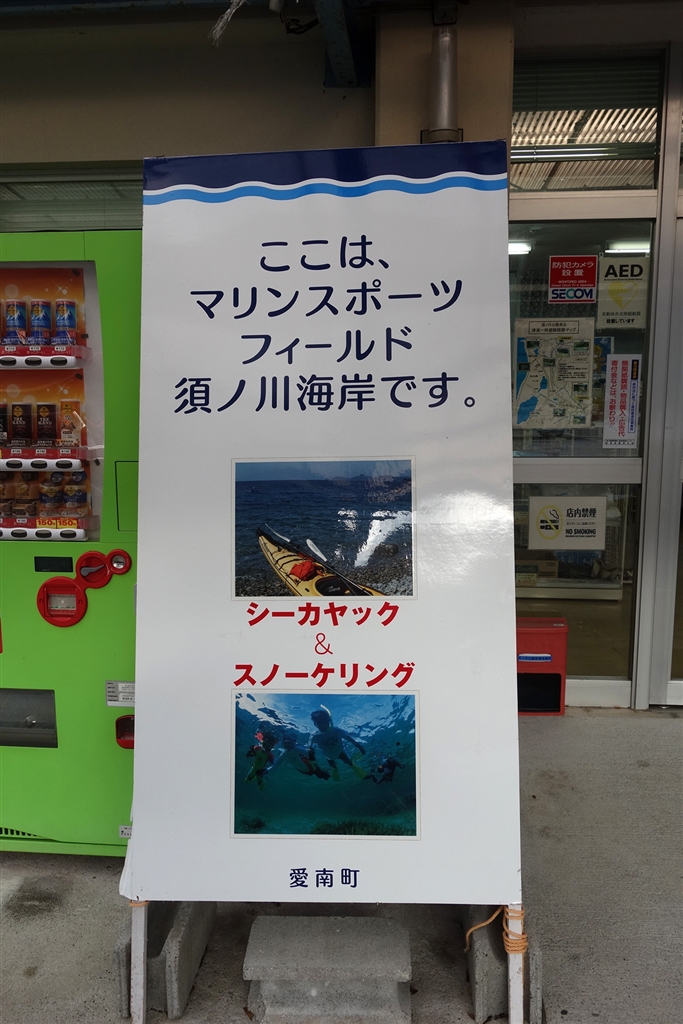 ここは、
マリンスポーツ
フィールド
須ノ川海岸です。
シーカヤック
&
スノーケリング
愛南町
防犯カメラ
設置
SECOM
AED
店内禁煙
NO SMOKING
150
150